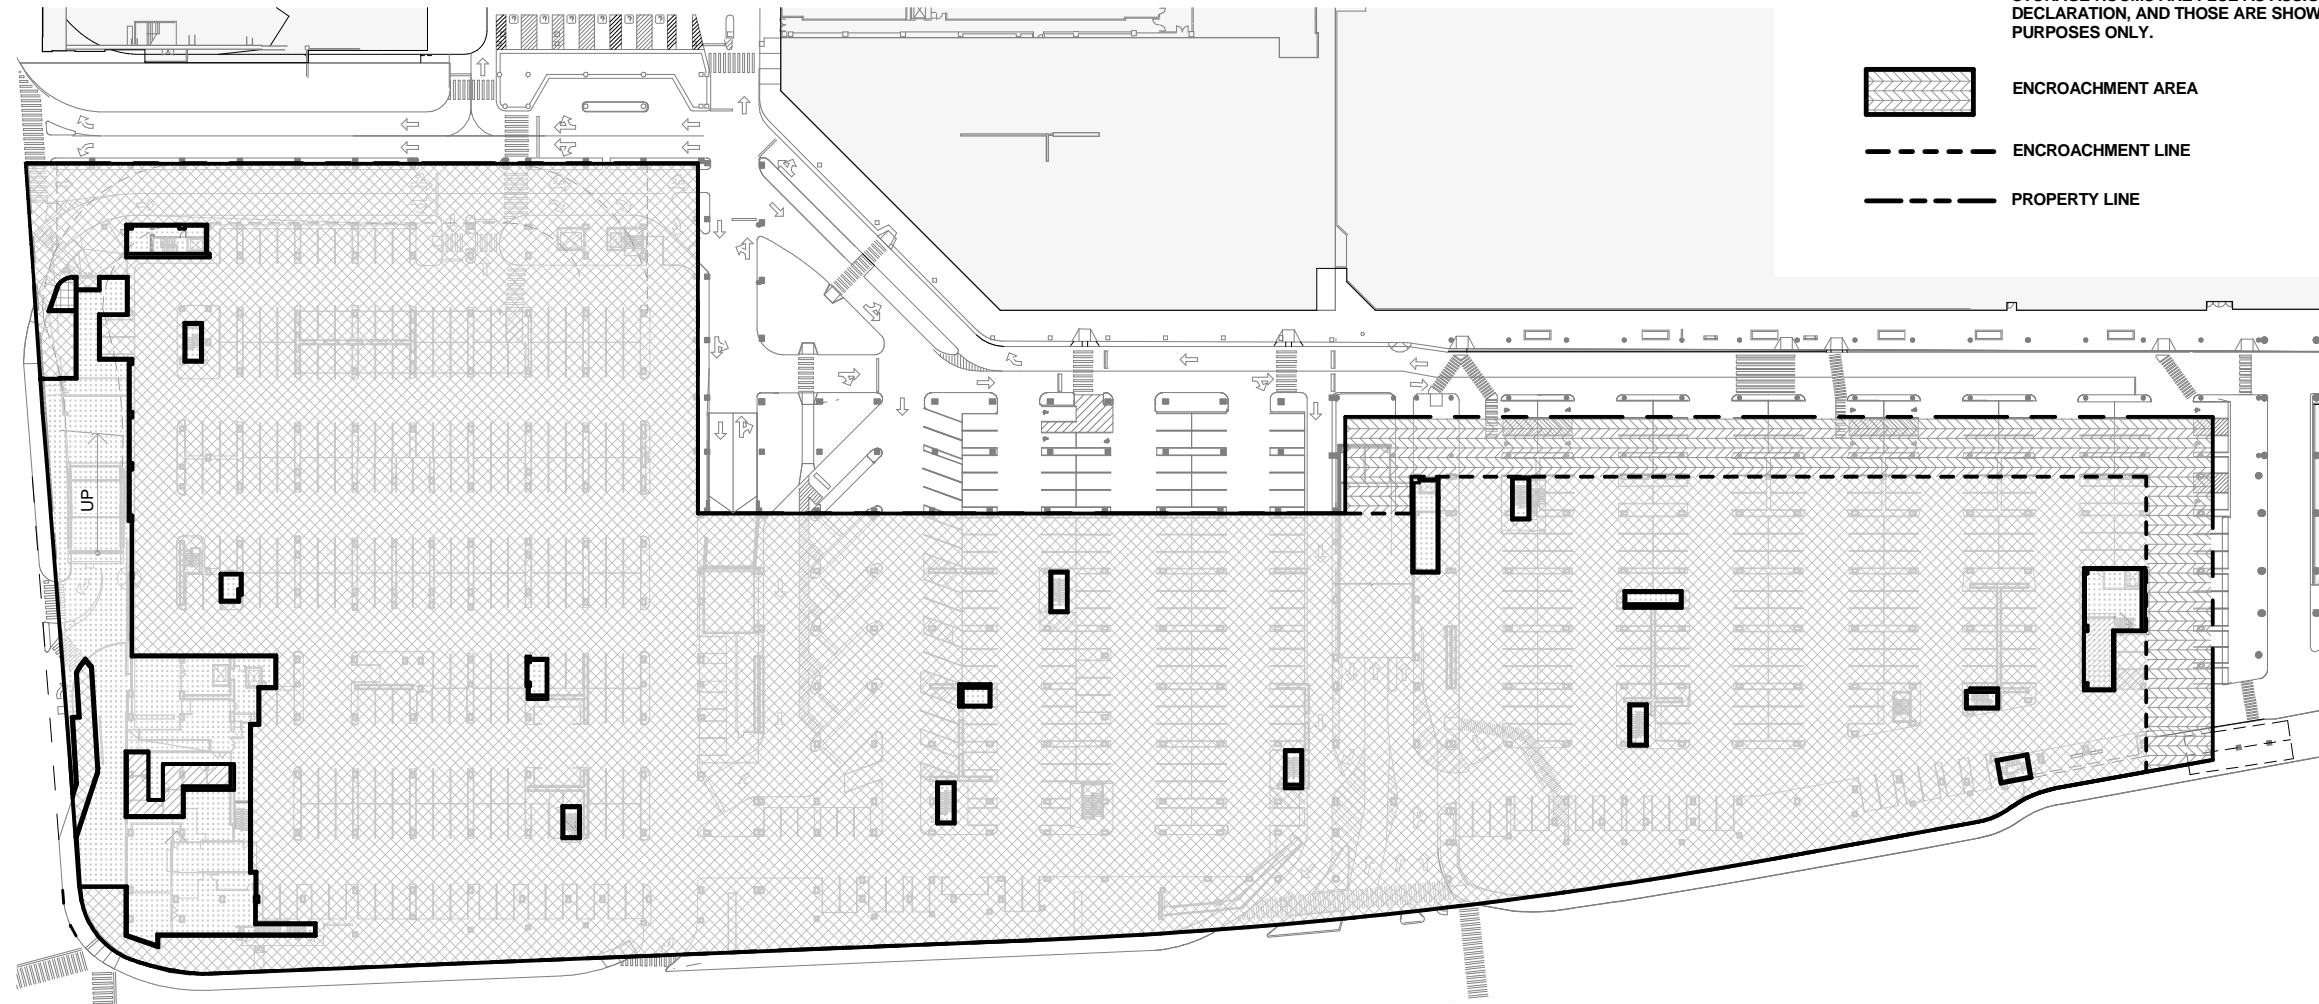 DECLARATION, AND THOSE ARE SHOW
PURPOSES ONLY.
ENCROACHMENT AREA
ENCROACHMENT LINE
PROPERTY LINE
UP